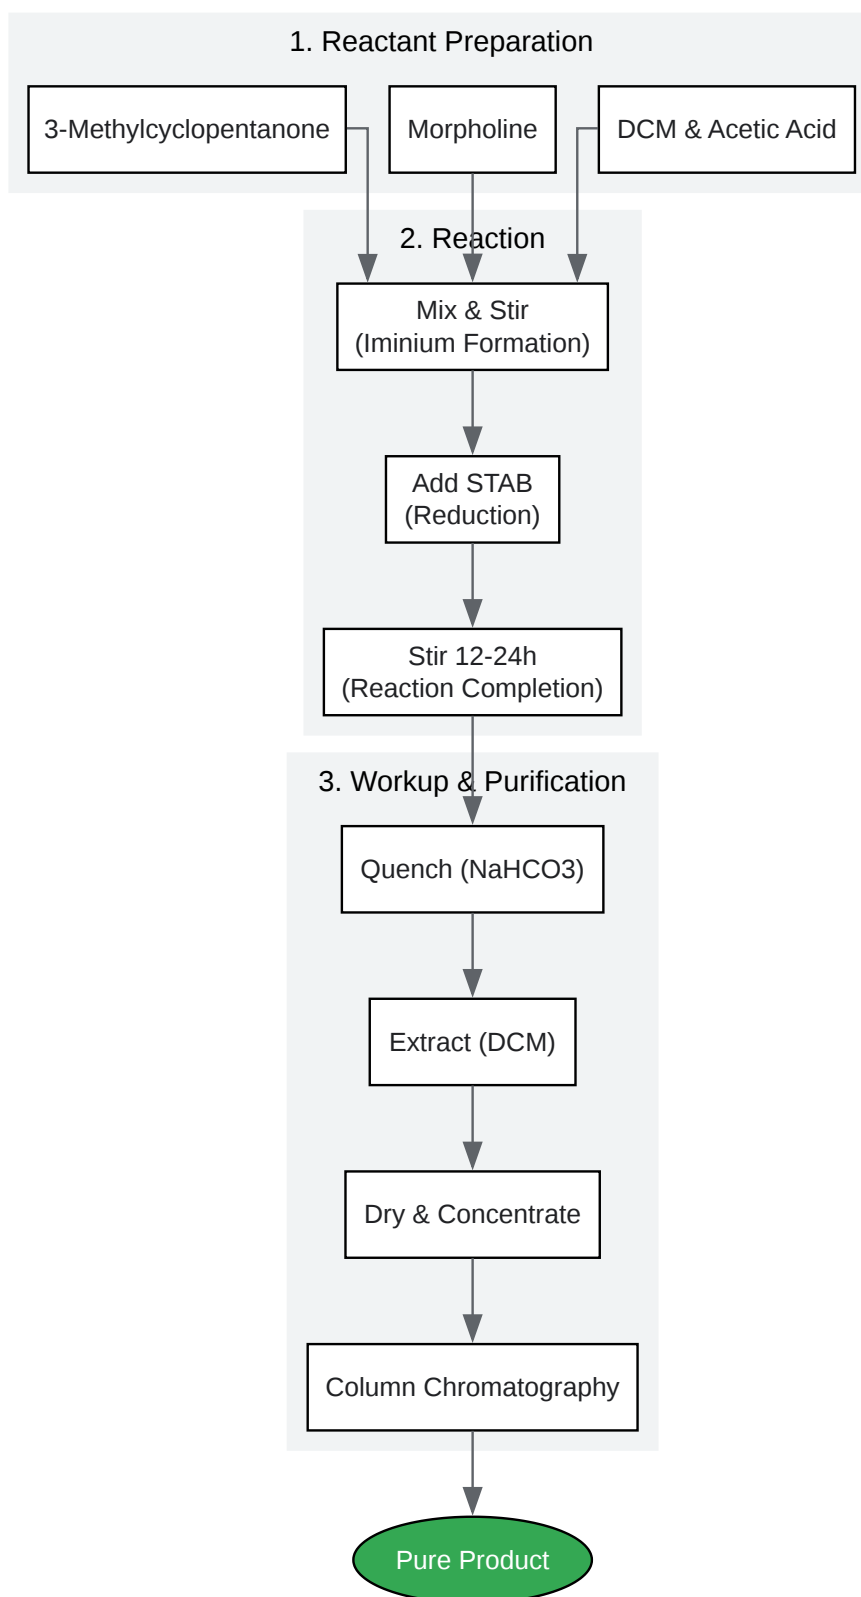 1. Reactant Preparation
3-Methylcyclopentanone
Morpholine
DCM & Acetic Acid
2. Reaction
Mix & Stir
(Iminium Formation)
Add STAB
(Reduction)
Stir 12-24h
(Reaction Completion)
3. Workup & Purification
Quench (NaHCO3)
Extract (DCM)
Dry & Concentrate
Column Chromatography
Pure Product